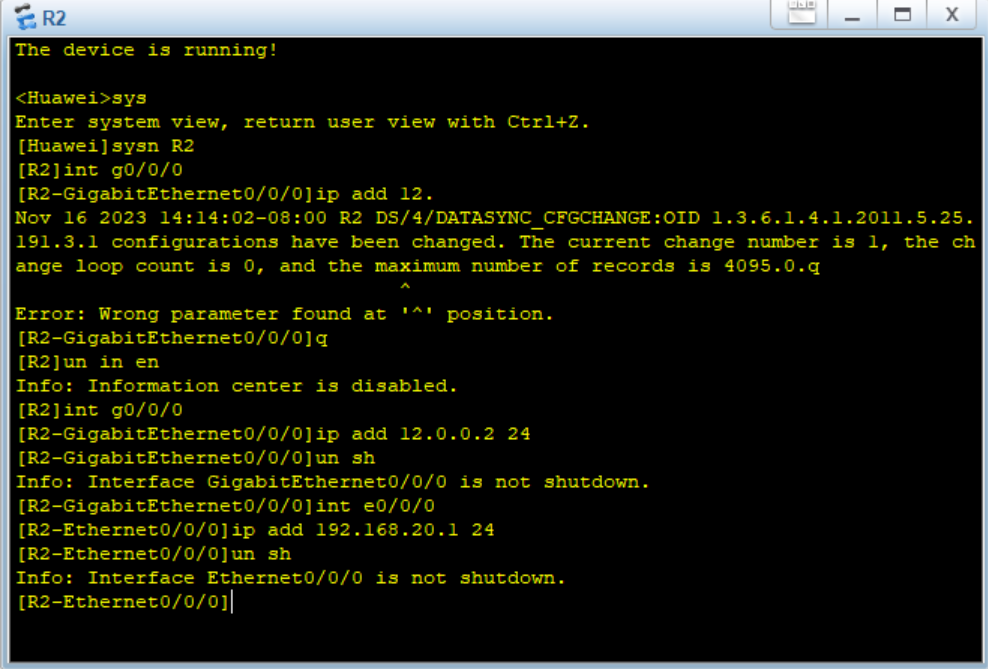 R2
The device is running!
<Huawei>sys
Enter system view, return user view with Ctrl+Z.
[Huawei]sysn R2
[R2]int g0/0/0
[R2-GigabitEthernet0/0/0]ip add 12.
Nov 16 2023 14:14:02-08:00 R2 DS/4/DATASYNC_CFGCHANGE:OID 1.3.6.1.4.1.2011.5.25.
191.3.1 configurations have been changed. The current change number is 1, the ch
ange loop count is 0, and the maximum number of records is 4095.0.q
^
Error: Wrong parameter found at '^' position.
[R2-GigabitEthernet0/0/0]q
[R2]un in en
Info: Information center is disabled.
[R2]int g0/0/0
[R2-GigabitEthernet0/0/0]ip add 12.0.0.2 24
[R2-GigabitEthernet0/0/0]un sh
Info: Interface GigabitEthernet0/0/0 is not shutdown.
[R2-GigabitEthernet0/0/0]int e0/0/0
[R2-Ethernet0/0/0]ip add 192.168.20.1 24
[R2-Ethernet0/0/0]un sh
Info: Interface Ethernet0/0/0 is not shutdown.
[R2-Ethernet0/0/0]